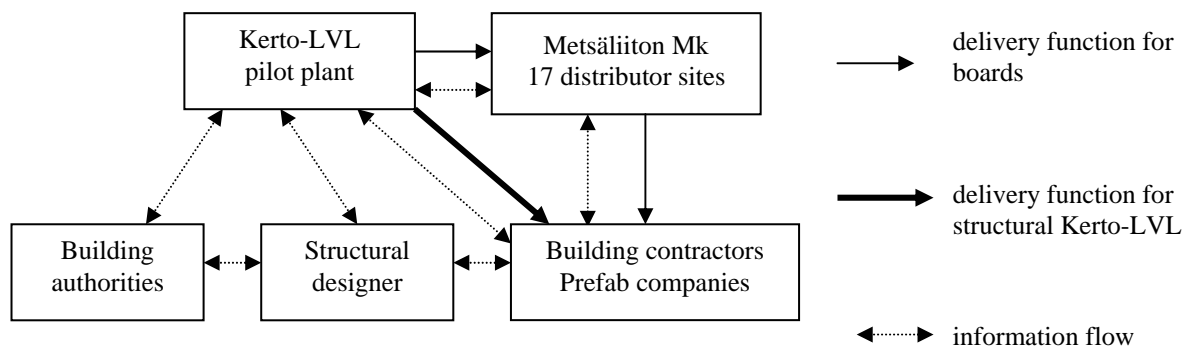 Kerto-LVL
pilot plant
Metsäliiton Mk
17 distributor sites
delivery function for
boards
delivery function for
structural Kerto-LVL
Building
authorities
Structural
designer
Building contractors
Prefab companies
information flow